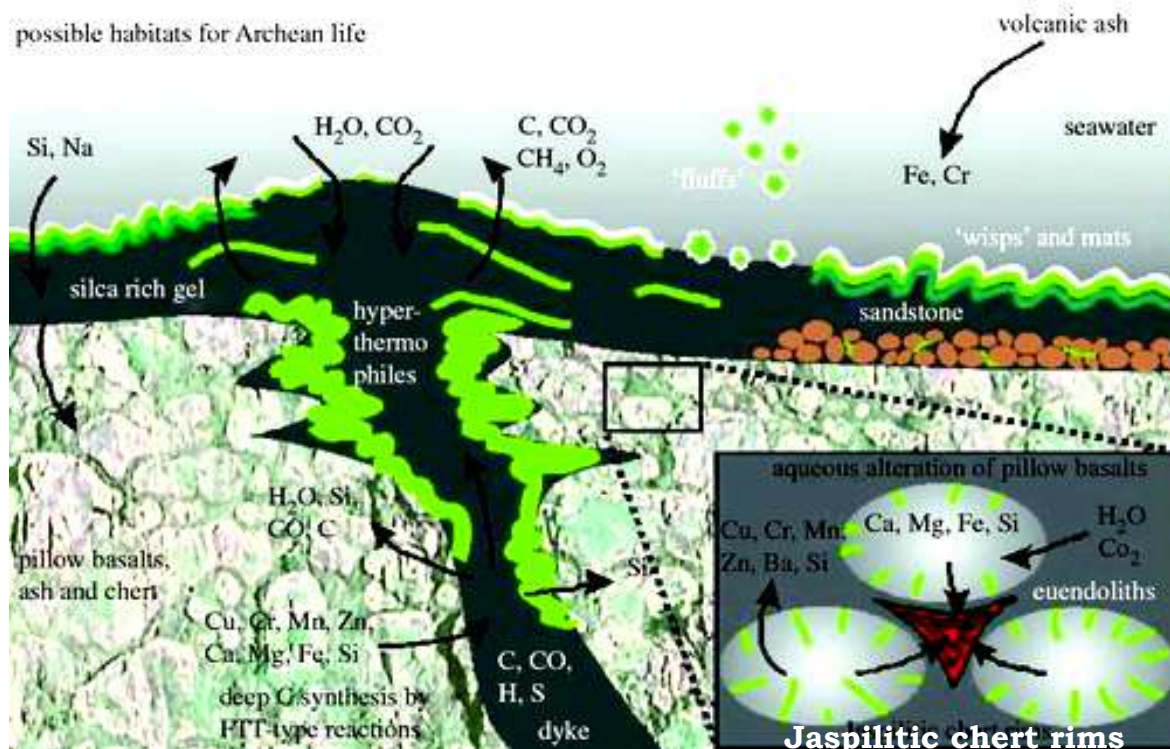 possible habitats for Archean life
volcanic ash
Si, Na
H₂O, CO₂
C, CO₂
CH₄, O₂
seawater
'fluffs'
Fe, Cr
'wisps' and mats
silca rich gel
hyper-
thermo
philes
sandstone
aqueous alteration of pillow basalts
H₂O, Si,
CO, C
Cu, Cr, Mn,
Zn, Ba, Si
Ca, Mg, Fe, Si
H₂O
Co₂
pillow basalts,
ash and chert
Si
euendoliths
Cu, Cr, Mn, Zn,
Ca, Mg, Fe, Si
C, CO,
H, S
deep C synthesis by
FTT-type reactions
dyke
Jaspilitic chert rims